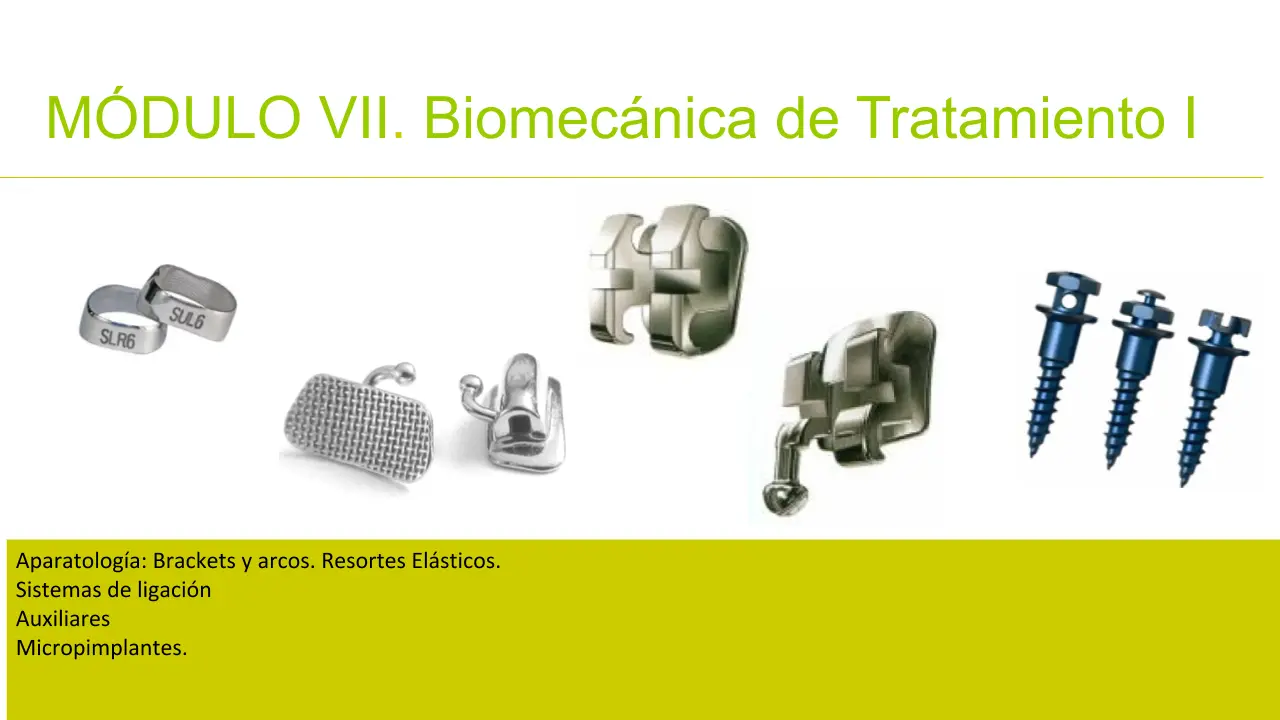 MÓDULO VII. Biomecánica de Tratamiento I
SUL6
SLR6
Aparatología: Brackets y arcos. Resortes Elásticos.
Sistemas de ligación
Auxiliares
Micropimplantes.